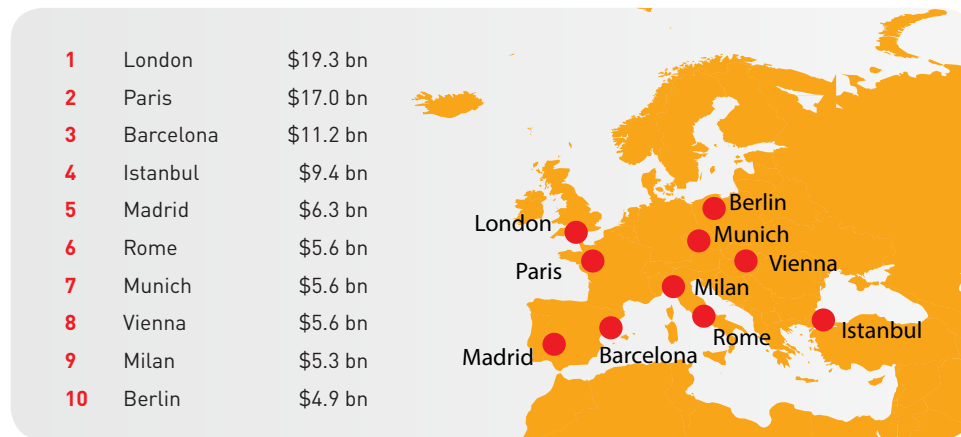 1 London $19.3 bn
2 Paris $17.0 bn
3 Barcelona $11.2 bn
4 Istanbul $9.4 bn
5 Madrid $6.3 bn
6 Rome $5.6 bn
7 Munich $5.6 bn
8 Vienna $5.6 bn
9 Milan $5.3 bn
10 Berlin $4.9 bn
Berlin
London
Munich
Paris
Vienna
Milan
Istanbul
Rome
Madrid
Barcelona